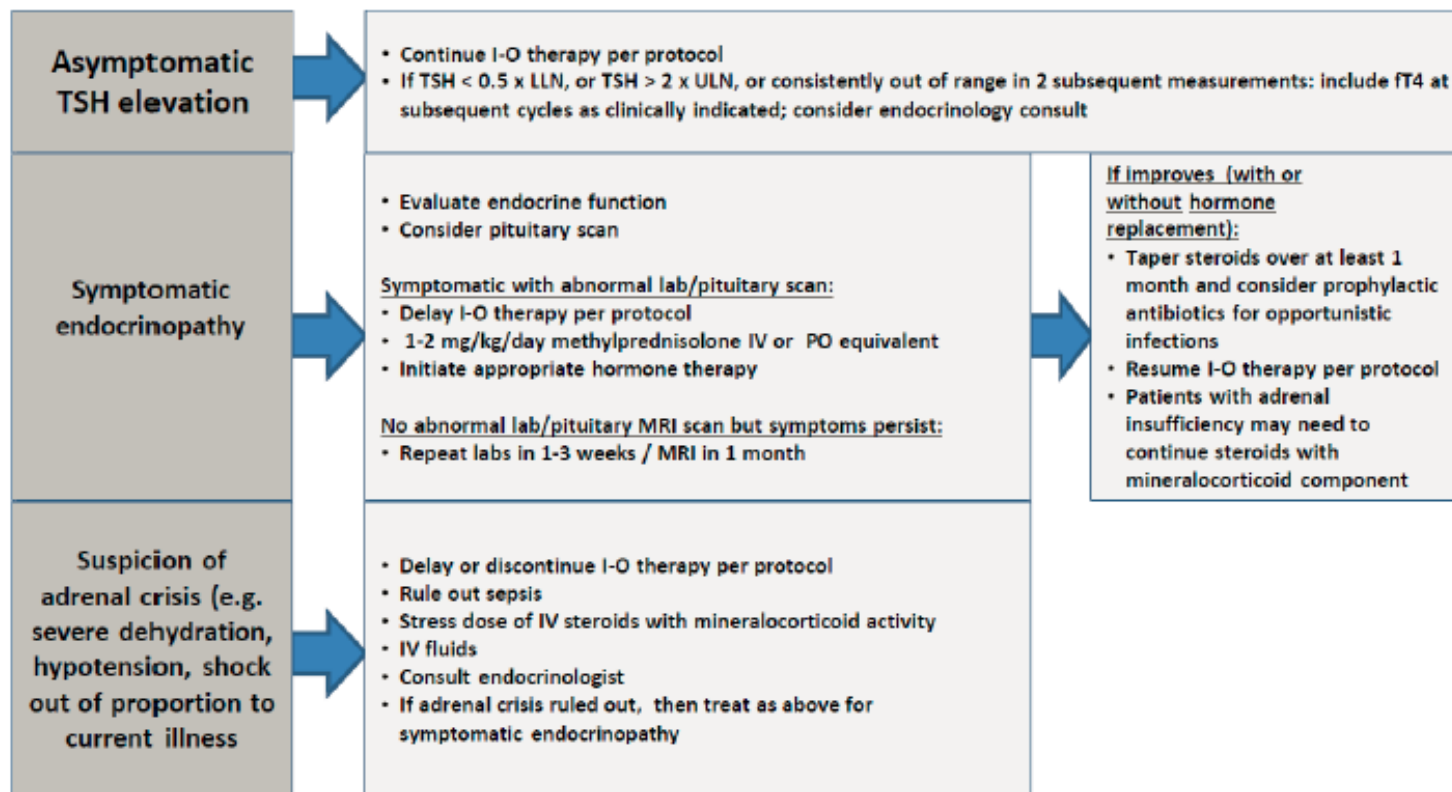 Asymptomatic
TSH elevation
• Continue I-O therapy per protocol
• If TSH < 0.5 x LLN, or TSH > 2 x ULN, or consistently out of range in 2 subsequent measurements: include fT4 at
subsequent cycles as clinically indicated; consider endocrinology consult
Symptomatic
endocrinopathy
• Evaluate endocrine function
• Consider pituitary scan
Symptomatic with abnormal lab/pituitary scan:
• Delay I-O therapy per protocol
• 1-2 mg/kg/day methylprednisolone IV or PO equivalent
• Initiate appropriate hormone therapy
No abnormal lab/pituitary MRI scan but symptoms persist:
• Repeat labs in 1-3 weeks / MRI in 1 month
If improves (with or
without hormone
replacement):
• Taper steroids over at least 1
month and consider prophylactic
antibiotics for opportunistic
infections
• Resume I-O therapy per protocol
• Patients with adrenal
insufficiency may need to
continue steroids with
mineralocorticoid component
Suspicion of
adrenal crisis (e.g.
severe dehydration,
hypotension, shock
out of proportion to
current illness
• Delay or discontinue I-O therapy per protocol
• Rule out sepsis
• Stress dose of IV steroids with mineralocorticoid activity
• IV fluids
• Consult endocrinologist
• If adrenal crisis ruled out, then treat as above for
symptomatic endocrinopathy